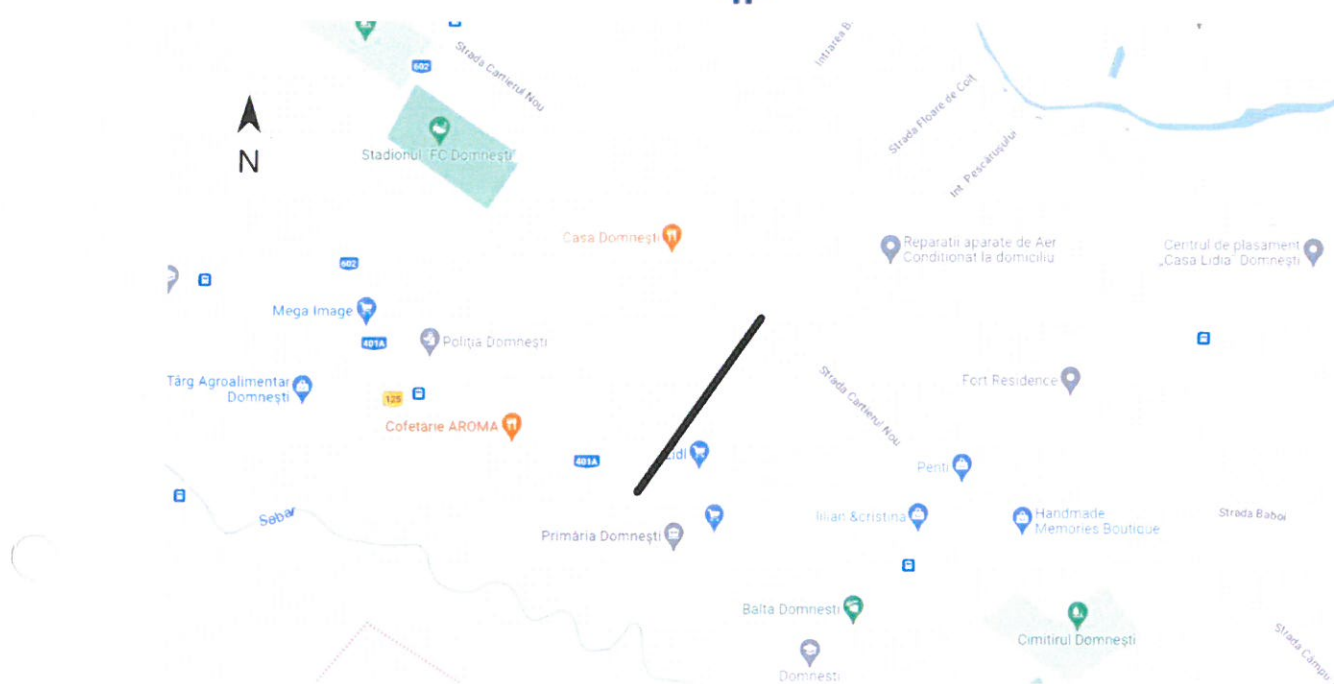 Strada Cartierul Nou
602
Intrarea B.
Strada Floare de Colț
Int. Pescărușului
N
Stadionul "FC Domnești"
Casa Domnești
Reparatii aparate de Aer
Conditionat la domiciliu
Centrul de plasament
„Casa Lidia" Domnești
602
Mega Image
401A
Poliția Domnești
Târg Agroalimentar
Domnești
125
Cofetărie AROMA
Strada Cartierul Nou
Fort Residence
401A
Lidl
Penti
Sabar
Primăria Domnești
lilian &cristina
Handmade
Memories Boutique
Strada Baboi
Balta Domnești
Cimitirul Domnești
Domnești
Strada Câmpu